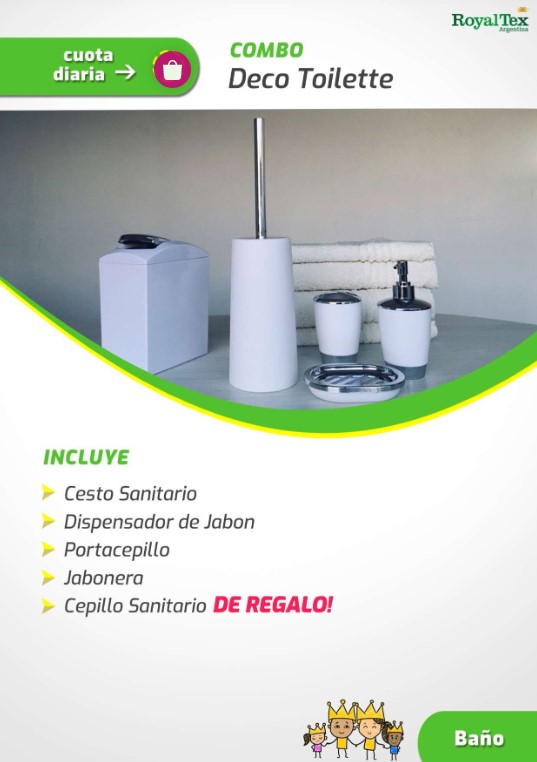 RoyalTex
Argentina
cuota
diaria
COMBO
Deco Toilette
INCLUYE
Cesto Sanitario
Dispensador de Jabon
Portacepillo
Jabonera
Cepillo Sanitario DE REGALO!
Baño